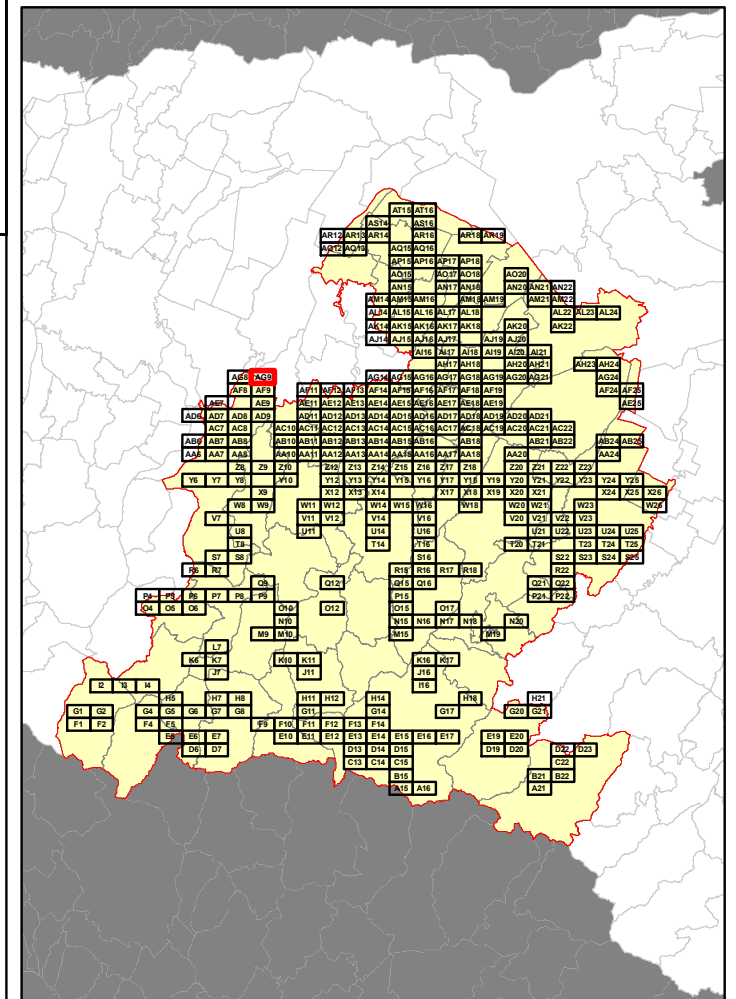 AT15 AT16
AS14 AS16
AR12 AR13 AR14 AR16 AR18 AR19
AQ12 AQ13 AQ15 AQ16
AP15 AP16 AP17 AP18
AO15 AO17 AO18 AO20
AN15 AN17 AN18 AN20 AN21 AN22
AM14 AM15 AM16 AM18 AM19 AM21 AM22
AL14 AL15 AL16 AL17 AL18 AL22 AL23 AL24
AK14 AK15 AK16 AK17 AK18 AK20 AK22
AJ14 AJ15 AJ16 AJ17 AJ19 AJ20
AI16 AI17 AI18 AI19 AI20 AI21
AH17 AH18 AH20 AH21 AH23 AH24
AG8 AG9 AG14 AG15 AG16 AG17 AG18 AG19 AG20 AG21 AG24
AF8 AF9 AF11 AF12 AF13 AF14 AF15 AF16 AF17 AF18 AF19 AF24 AF25
AE7 AE9 AE11 AE12 AE13 AE14 AE15 AE16 AE17 AE18 AE19 AE25
AD6 AD7 AD8 AD9 AD11 AD12 AD13 AD14 AD15 AD16 AD17 AD18 AD19 AD20 AD21
AC7 AC8 AC10 AC11 AC12 AC13 AC14 AC15 AC16 AC17 AC18 AC19 AC20 AC21 AC22
AB6 AB7 AB8 AB10 AB11 AB12 AB13 AB14 AB15 AB16 AB18 AB21 AB22 AB24 AB25
AA6 AA7 AA8 AA10 AA11 AA12 AA13 AA14 AA15 AA16 AA17 AA18 AA20 AA24
Z8 Z9 Z10 Z12 Z13 Z14 Z15 Z16 Z17 Z18 Z20 Z21 Z22 Z23
Y6 Y7 Y8 Y10 Y12 Y13 Y14 Y15 Y16 Y17 Y18 Y19 Y20 Y21 Y22 Y23 Y24 Y25
X9 X12 X13 X14 X17 X18 X19 X20 X21 X24 X25 X26
W8 W9 W11 W12 W14 W15 W16 W18 W20 W21 W23 W26
V7 V11 V12 V14 V16 V20 V21 V22 V23
U8 U11 U14 U16 U21 U22 U23 U24 U25
T8 T14 T16 T20 T21 T23 T24 T25
S7 S8 S16 S22 S23 S24 S25
R6 R7 R15 R16 R17 R18 R22
Q9 Q12 Q15 Q16 Q21 Q22
P4 P5 P6 P7 P8 P9 P15 P21 P22
O4 O5 O6 O10 O12 O15 O17
N10 N15 N16 N17 N18 N20
M9 M10 M15 M19
L7
K6 K7 K10 K11 K16 K17
J7 J11 J16
I2 I3 I4 I16
H5 H7 H8 H11 H12 H14 H18 H21
G1 G2 G4 G5 G6 G7 G8 G11 G14 G17 G20 G21
F1 F2 F4 F5 F9 F10 F11 F12 F13 F14
E5 E6 E7 E10 E11 E12 E13 E14 E15 E16 E17 E19 E20
D6 D7 D13 D14 D15 D19 D20 D22 D23
C13 C14 C15 C22
B15 B21 B22
A15 A16 A21